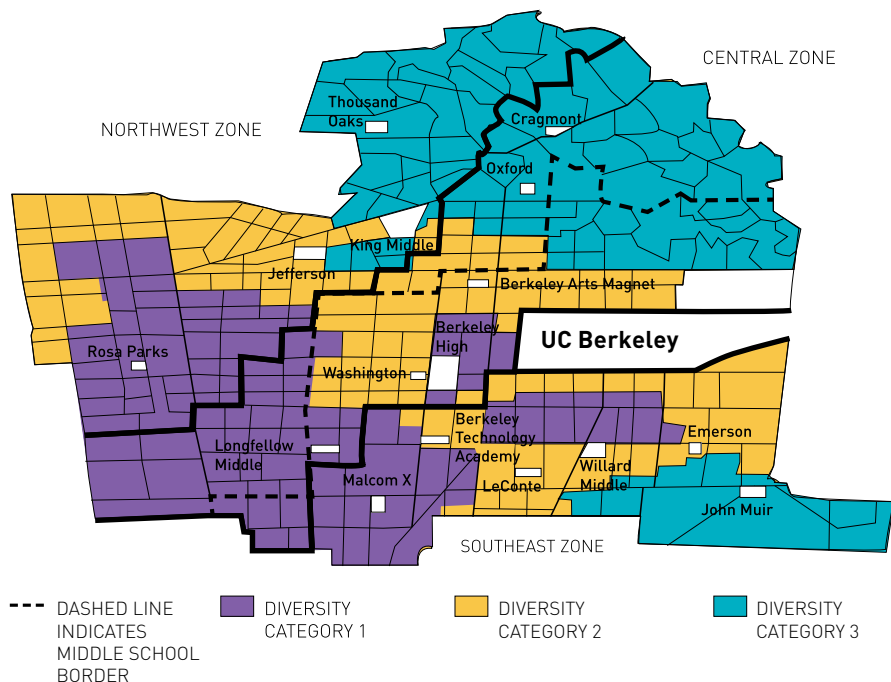 CENTRAL ZONE
NORTHWEST ZONE
Thousand
Oaks
Cragmont
Oxford
King Middle
Jefferson
Berkeley Arts Magnet
Berkeley
High
UC Berkeley
Rosa Parks
Washington
Longfellow
Middle
Berkeley
Technology
Academy
Emerson
Malcom X
LeConte
Willard
Middle
John Muir
SOUTHEAST ZONE
DASHED LINE
INDICATES
MIDDLE SCHOOL
BORDER
DIVERSITY
CATEGORY 1
DIVERSITY
CATEGORY 2
DIVERSITY
CATEGORY 3